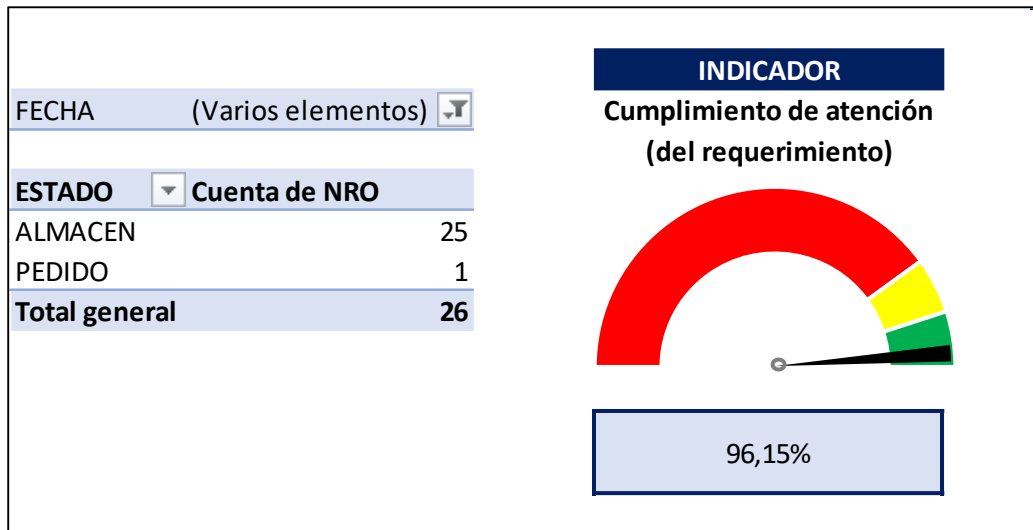 FECHA (Varios elementos)
ESTADO Cuenta de NRO
ALMACEN 25
PEDIDO 1
Total general 26
INDICADOR
Cumplimiento de atención
(del requerimiento)
96,15%